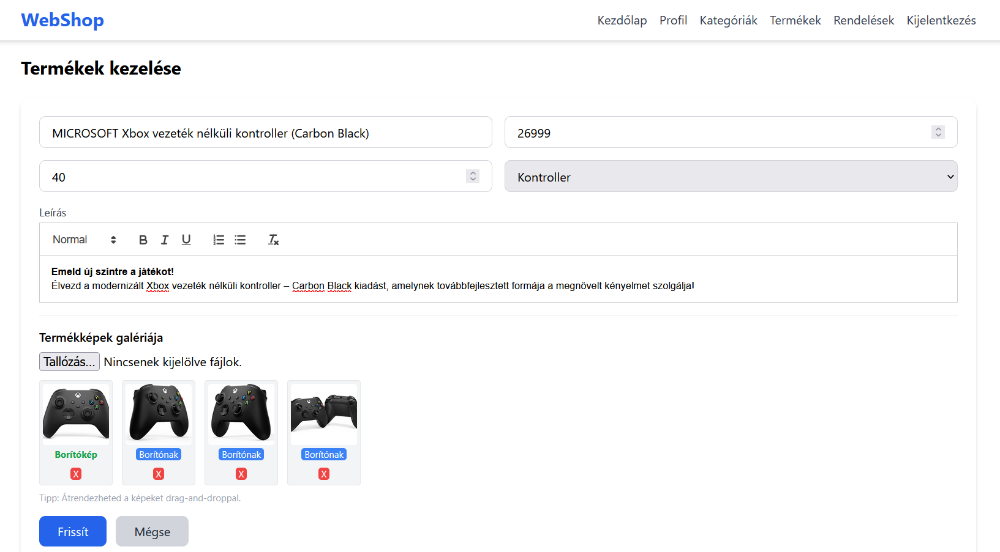 WebShop
Kezdőlap Profil Kategóriák Termékek Rendelések Kijelentkezés
Termékek kezelése
MICROSOFT Xbox vezeték nélküli kontroller (Carbon Black)
26999
40
Kontroller
Leírás
Normal B I U
Emeld új szintre a játékot!
Élvezd a modernizált Xbox vezeték nélküli kontroller – Carbon Black kiadást, amelynek továbbfejlesztett formája a megnövelt kényelmet szolgálja!
Termékképek galériája
Tallózás... Nincsenek kijelölve fájlok.
Borítókép Borítónak Borítónak Borítónak
X X X X
Tipp: Átrendezheted a képeket drag-and-droppal.
Frissít Mégse